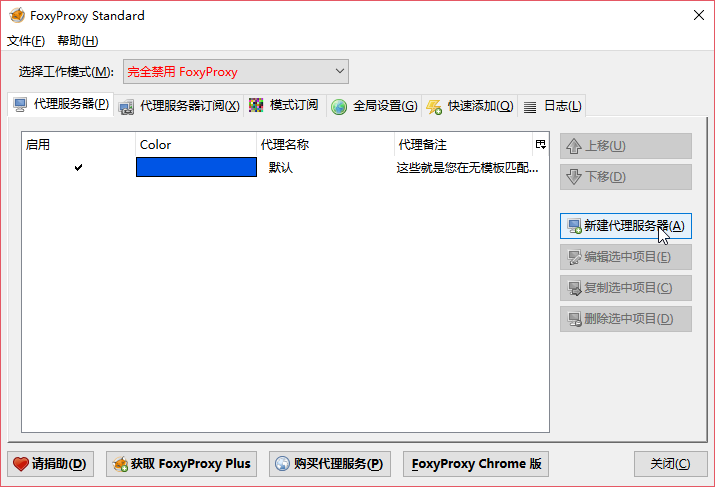 FoxyProxy Standard
文件(F) 帮助(H)
选择工作模式(M): 完全禁用 FoxyProxy
代理服务器(P) 代理服务器订阅(X) 模式订阅 全局设置(G) 快速添加(Q) 日志(L)
启用 Color 代理名称 代理备注
默认 这些就是您在无模板匹配...
上移(U)
下移(D)
新建代理服务器(A)
编辑选中项目(E)
复制选中项目(C)
删除选中项目(D)
请捐助(D) 获取 FoxyProxy Plus 购买代理服务(P) FoxyProxy Chrome 版 关闭(C)